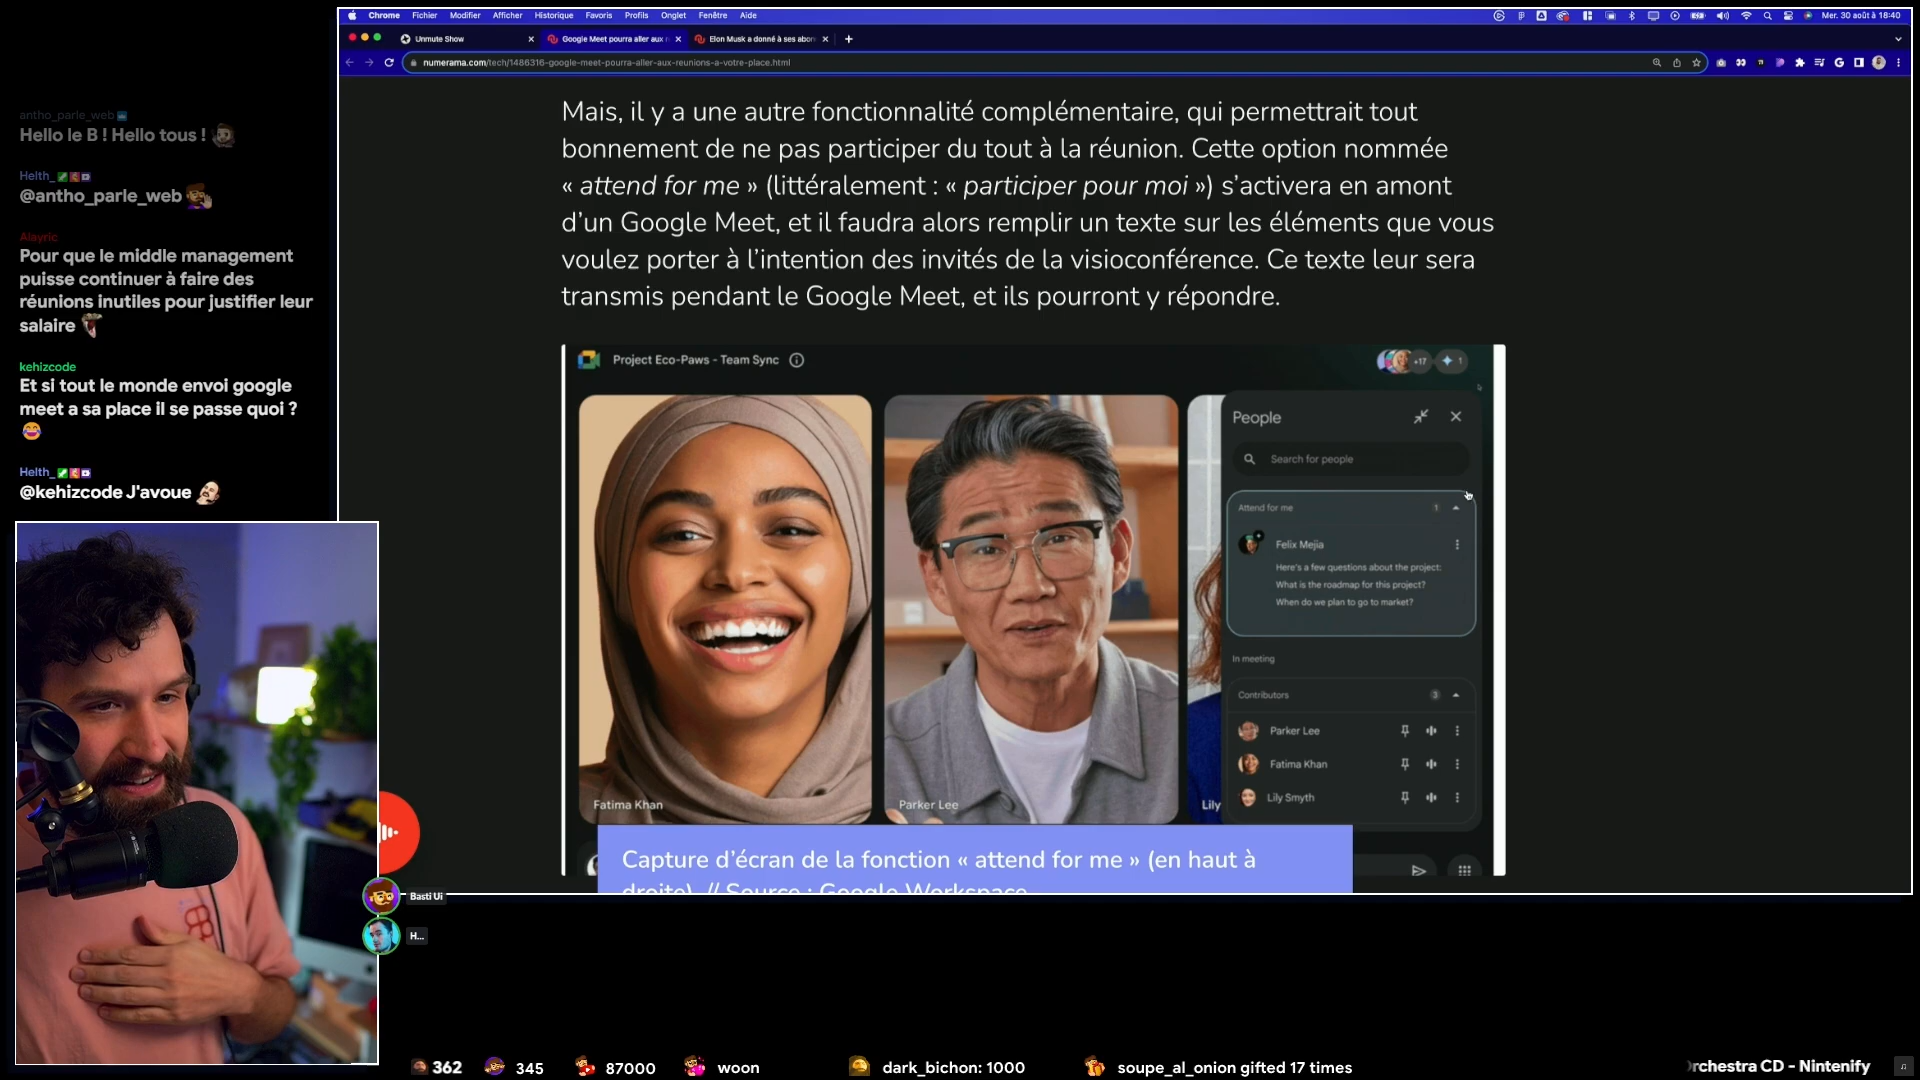 Chrome Fichier Modifier Afficher Historique Favoris Profils Onglet Fenêtre Aide
Mer. 30 août à 18:40
Unmute Show
Google Meet pourra aller aux
Elon Musk a donné à ses abon
numerama.com/tech/1486316-google-meet-pourra-aller-aux-reunions-a-votre-place.html
antho_parle_web
Hello le B ! Hello tous !
Helth_
@antho_parle_web
Alayric
Pour que le middle management
puisse continuer à faire des
réunions inutiles pour justifier leur
salaire
kehizcode
Et si tout le monde envoi google
meet a sa place il se passe quoi ?
Helth_
@kehizcode J'avoue
Mais, il y a une autre fonctionnalité complémentaire, qui permettrait tout
bonnement de ne pas participer du tout à la réunion. Cette option nommée
« attend for me » (littéralement : « participer pour moi ») s’activera en amont
d’un Google Meet, et il faudra alors remplir un texte sur les éléments que vous
voulez porter à l’intention des invités de la visioconférence. Ce texte leur sera
transmis pendant le Google Meet, et ils pourront y répondre.
Project Eco-Paws - Team Sync
+17
1
People
Search for people
Attend for me 1
Felix Mejia
Here's a few questions about the project:
What is the roadmap for this project?
When do we plan to go to market?
In meeting
Contributors 3
Parker Lee
Fatima Khan
Lily Smyth
Fatima Khan
Parker Lee
Lily
Capture d’écran de la fonction « attend for me » (en haut à
droite). // Source : Google Workspace
Basti Ui
H...
362
345
87000
woon
dark_bichon: 1000
soupe_al_onion gifted 17 times
rchestra CD - Nintenify